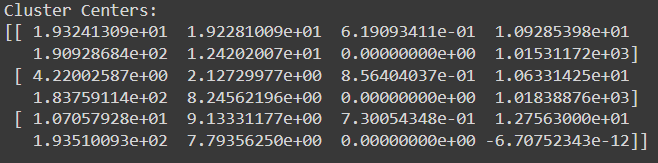 Cluster Centers:
[[ 1.93241309e+01 1.92281009e+01 6.19093411e-01 1.09285398e+01
1.90928684e+02 1.24202007e+01 0.00000000e+00 1.01531172e+03]
[ 4.22002587e+00 2.12729977e+00 8.56404037e-01 1.06331425e+01
1.83759114e+02 8.24562196e+00 0.00000000e+00 1.01838876e+03]
[ 1.07057928e+01 9.13331177e+00 7.30054348e-01 1.27563000e+01
1.93510093e+02 7.79356250e+00 0.00000000e+00 -6.70752343e-12]]